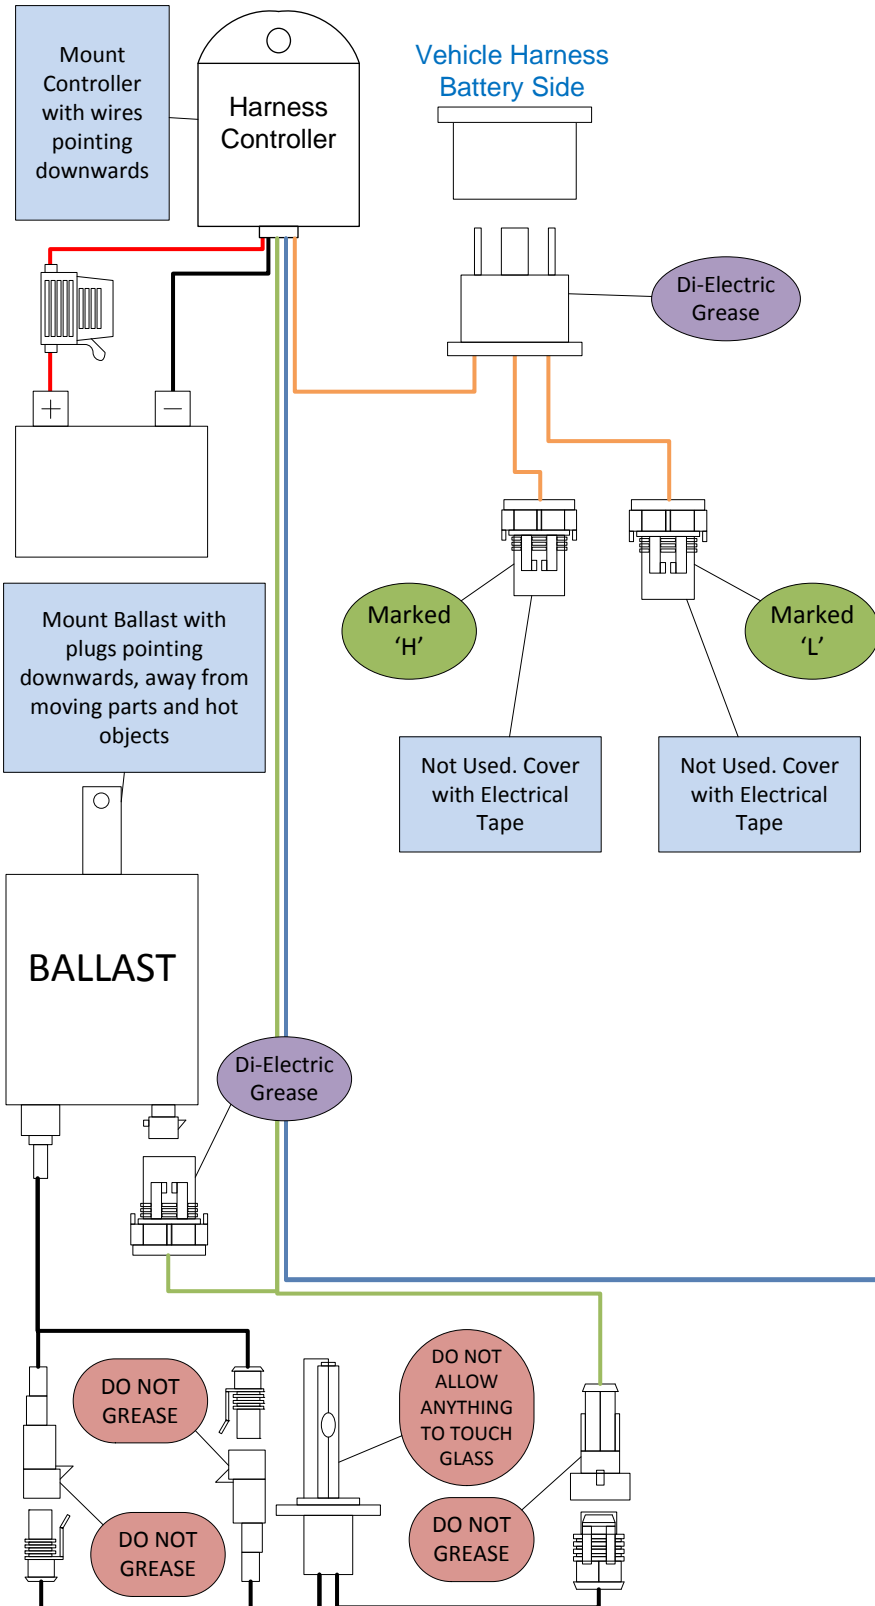 Mount
Controller
with wires
pointing
downwards
Harness
Controller
Vehicle Harness
Battery Side
Di-Electric
Grease
+
−
Marked
‘H’
Marked
‘L’
Mount Ballast with
plugs pointing
downwards, away from
moving parts and hot
objects
Not Used. Cover
with Electrical
Tape
Not Used. Cover
with Electrical
Tape
BALLAST
Di-Electric
Grease
DO NOT
GREASE
DO NOT
ALLOW
ANYTHING
TO TOUCH
GLASS
DO NOT
GREASE
DO NOT
GREASE